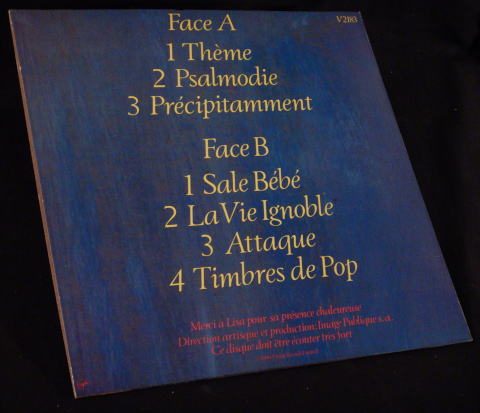 Face A
V2183
1 Thème
2 Psalmodie
3 Précipitamment
Face B
1 Sale Bébé
2 La Vie Ignoble
3 Attaque
4 Timbres de Pop
Merci à Lisa pour sa présence chaleureuse
Direction artisque et production: Image Publique s.a.
Ce disque doit être écouter tres fort